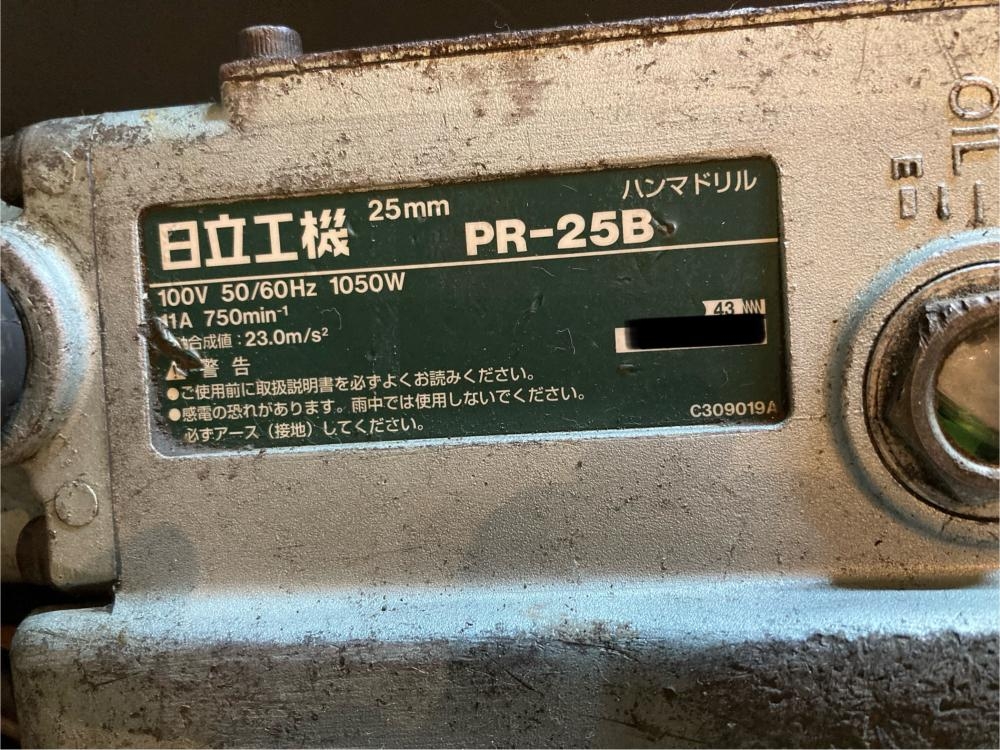 日立工機 25mm PR-25B ハンマドリル
100V 50/60Hz 1050W
11A 750min⁻¹
合成値:23.0m/s²
43
⚠警告
●ご使用前に取扱説明書を必ずよくお読みください。
●感電の恐れがあります。雨中では使用しないでください。
必ずアース(接地)してください。
C309019A
OIL